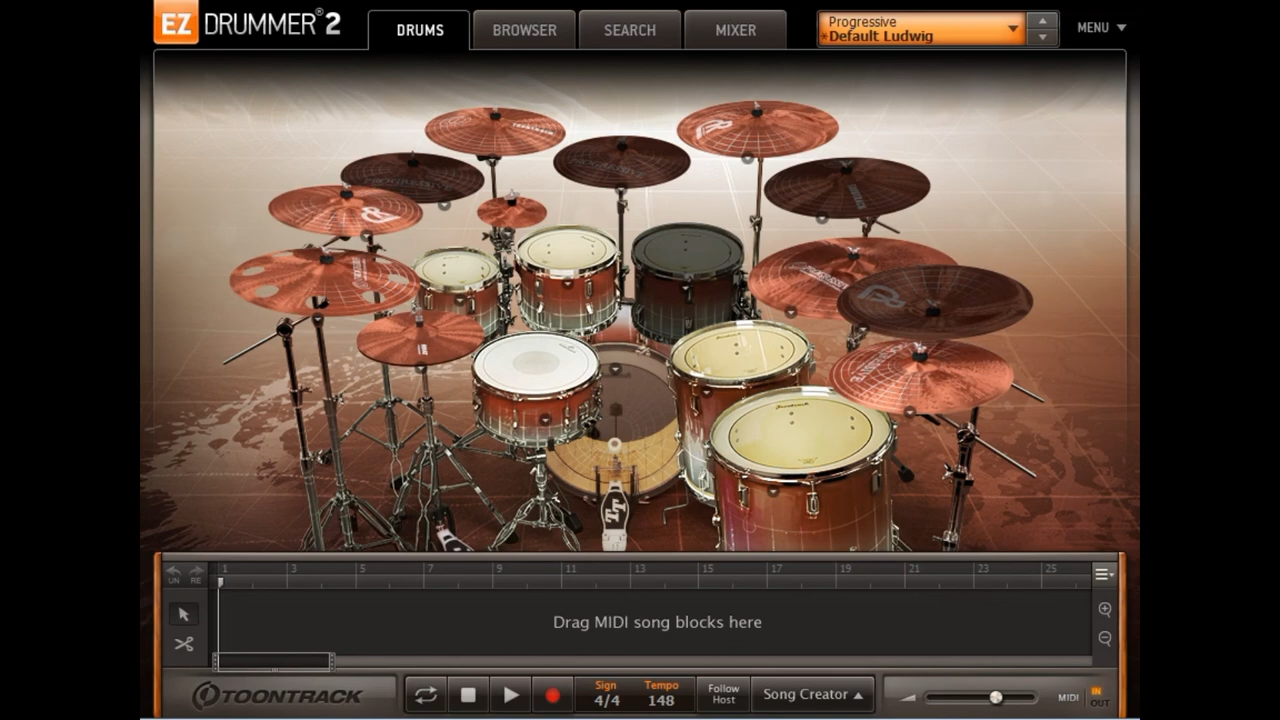 EZ DRUMMER® 2
DRUMS
BROWSER
SEARCH
MIXER
Progressive
*Default Ludwig
MENU
PROGRESSIVE
TT
UN RE
1 3 5 7 9 11 13 15 17 19 21 23 25
Drag MIDI song blocks here
TOONTRACK
Sign
4/4
Tempo
148
Follow
Host
Song Creator
MIDI
IN
OUT